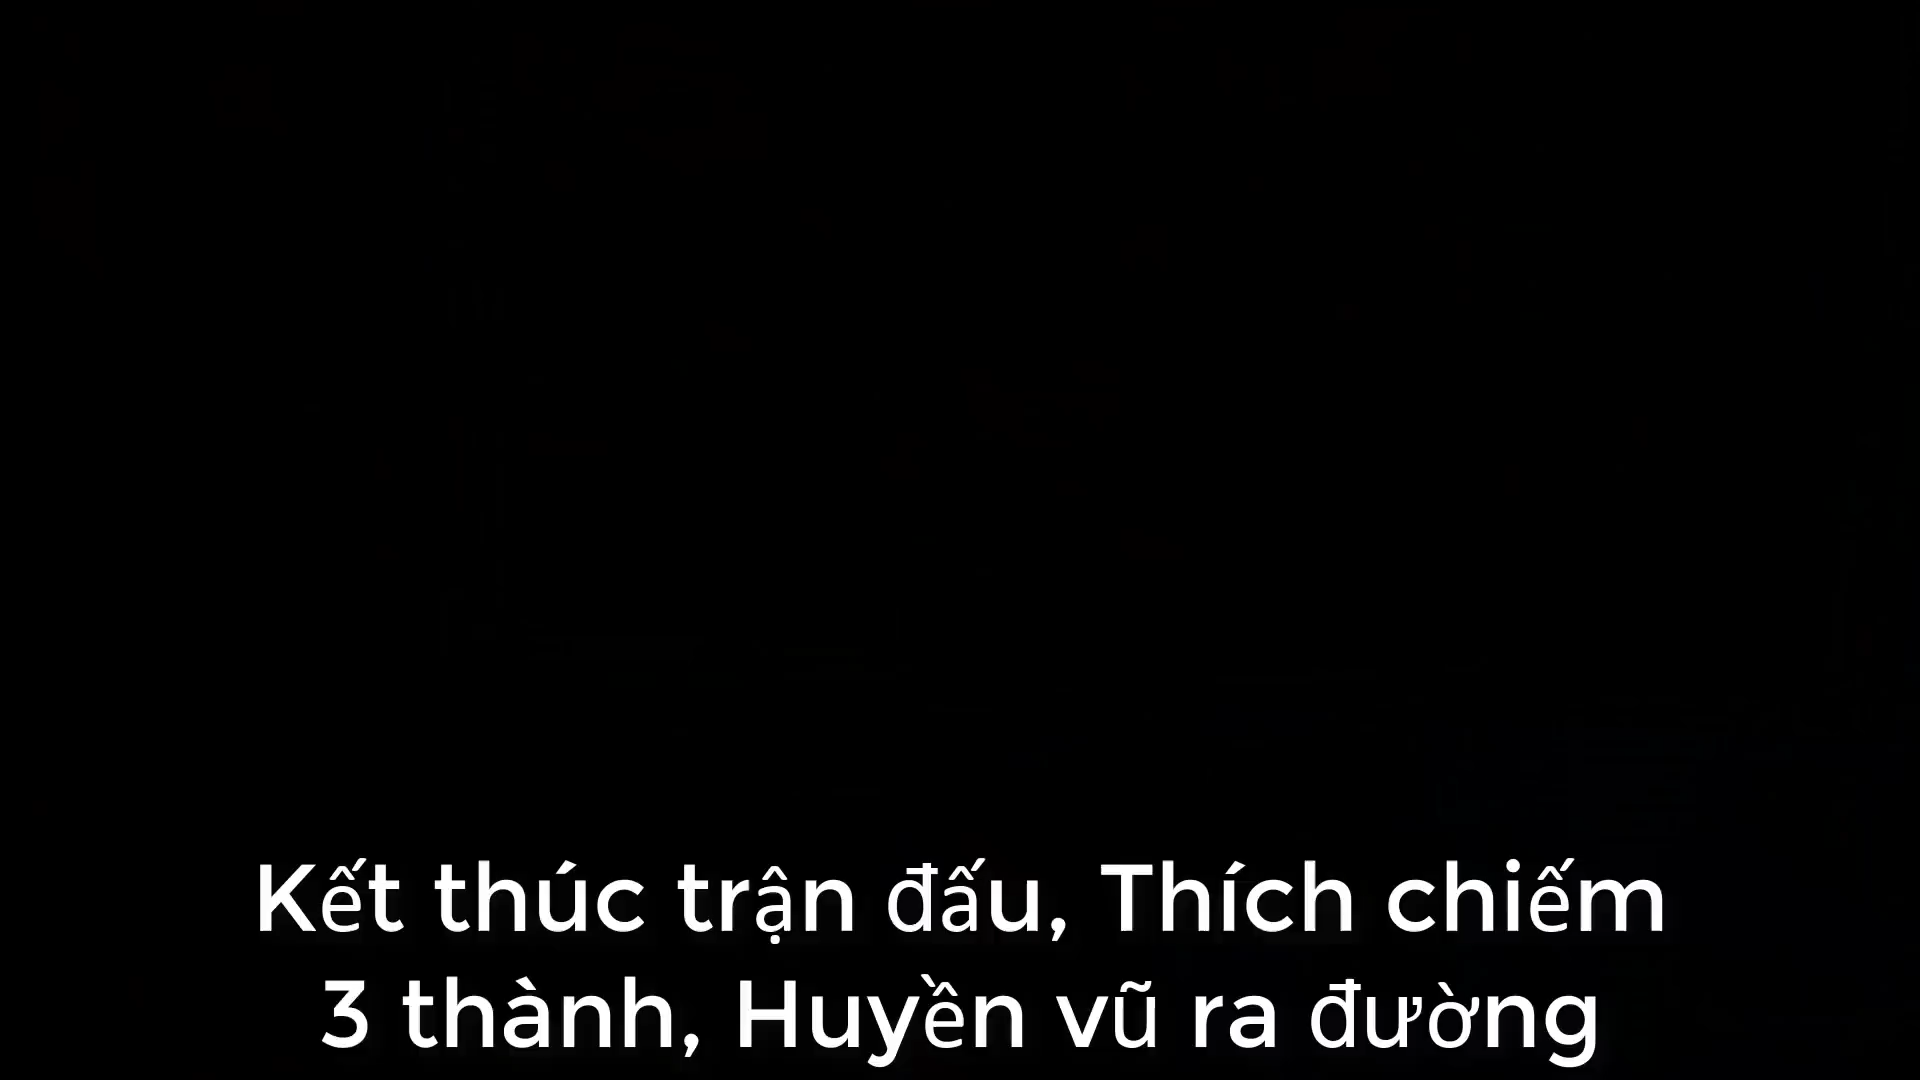 Kết thúc trận đấu, Thích chiếm
3 thành, Huyền vũ ra đường